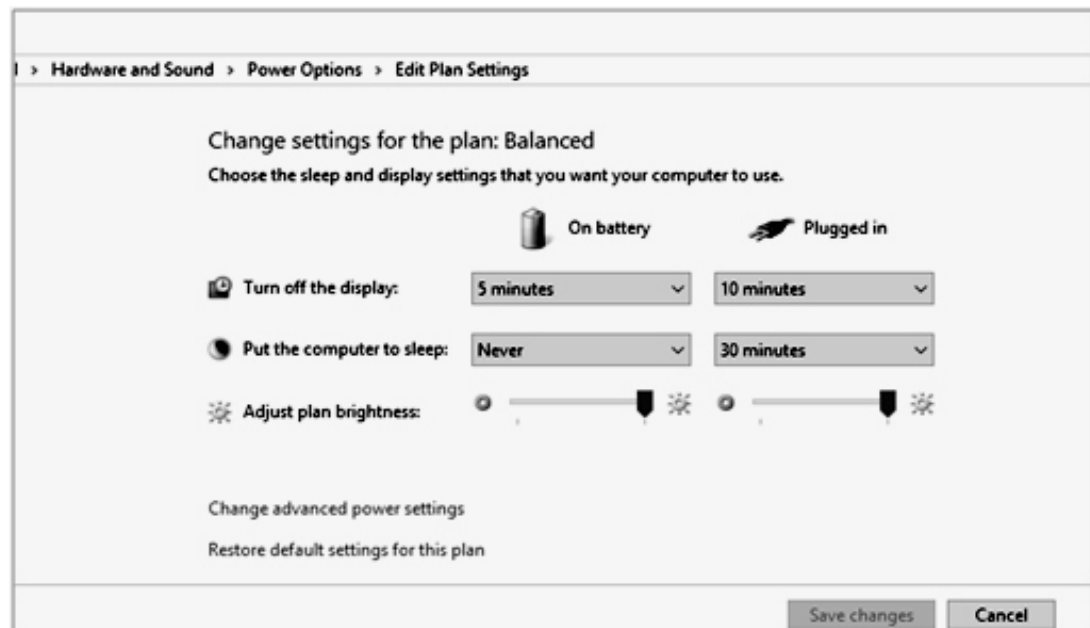 > Hardware and Sound > Power Options > Edit Plan Settings
Change settings for the plan: Balanced
Choose the sleep and display settings that you want your computer to use.
On battery Plugged in
Turn off the display: 5 minutes 10 minutes
Put the computer to sleep: Never 30 minutes
Adjust plan brightness:
Change advanced power settings
Restore default settings for this plan
Save changes Cancel